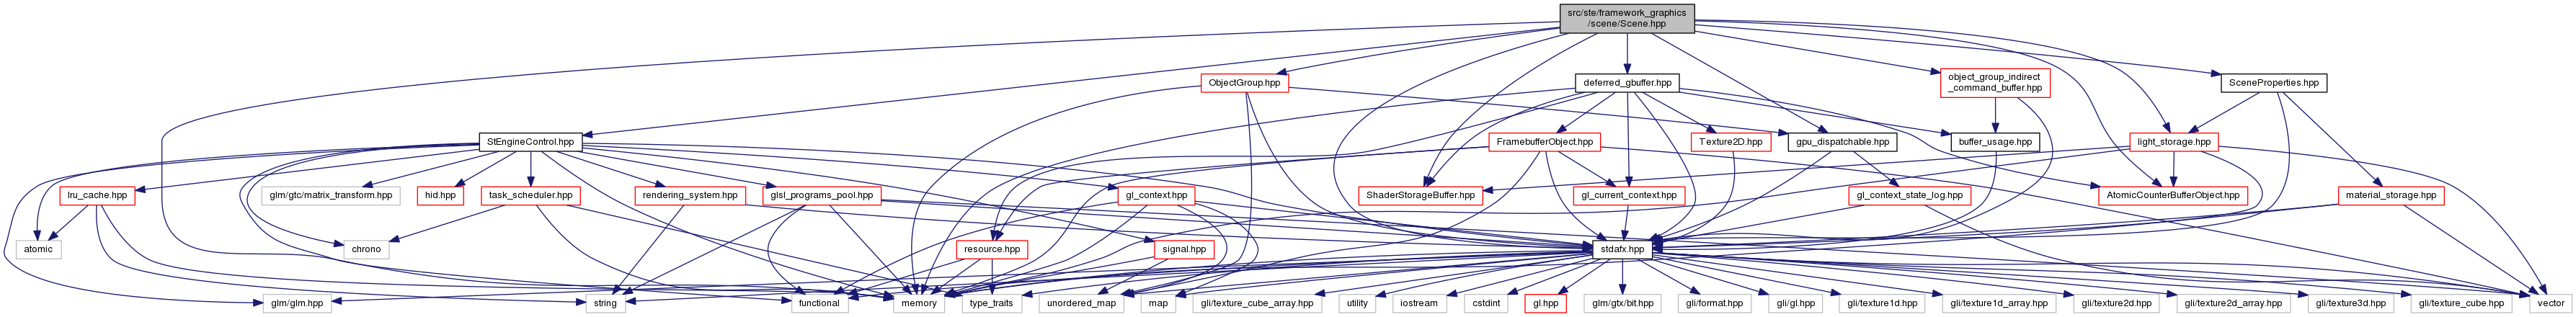 src/ste/framework_graphics
/scene/Scene.hpp
ObjectGroup.hpp
deferred_gbuffer.hpp
object_group_indirect
_command_buffer.hpp
SceneProperties.hpp
StEngineControl.hpp
FramebufferObject.hpp
Texture2D.hpp
gpu_dispatchable.hpp
buffer_usage.hpp
light_storage.hpp
lru_cache.hpp
glm/gtc/matrix_transform.hpp
hid.hpp
task_scheduler.hpp
rendering_system.hpp
glsl_programs_pool.hpp
gl_context.hpp
ShaderStorageBuffer.hpp
gl_current_context.hpp
gl_context_state_log.hpp
AtomicCounterBufferObject.hpp
material_storage.hpp
atomic
chrono
resource.hpp
signal.hpp
stdafx.hpp
glm/glm.hpp
string
functional
memory
type_traits
unordered_map
map
gli/texture_cube_array.hpp
utility
iostream
cstdint
gl.hpp
glm/gtx/bit.hpp
gli/format.hpp
gli/gl.hpp
gli/texture1d.hpp
gli/texture1d_array.hpp
gli/texture2d.hpp
gli/texture2d_array.hpp
gli/texture3d.hpp
gli/texture_cube.hpp
vector